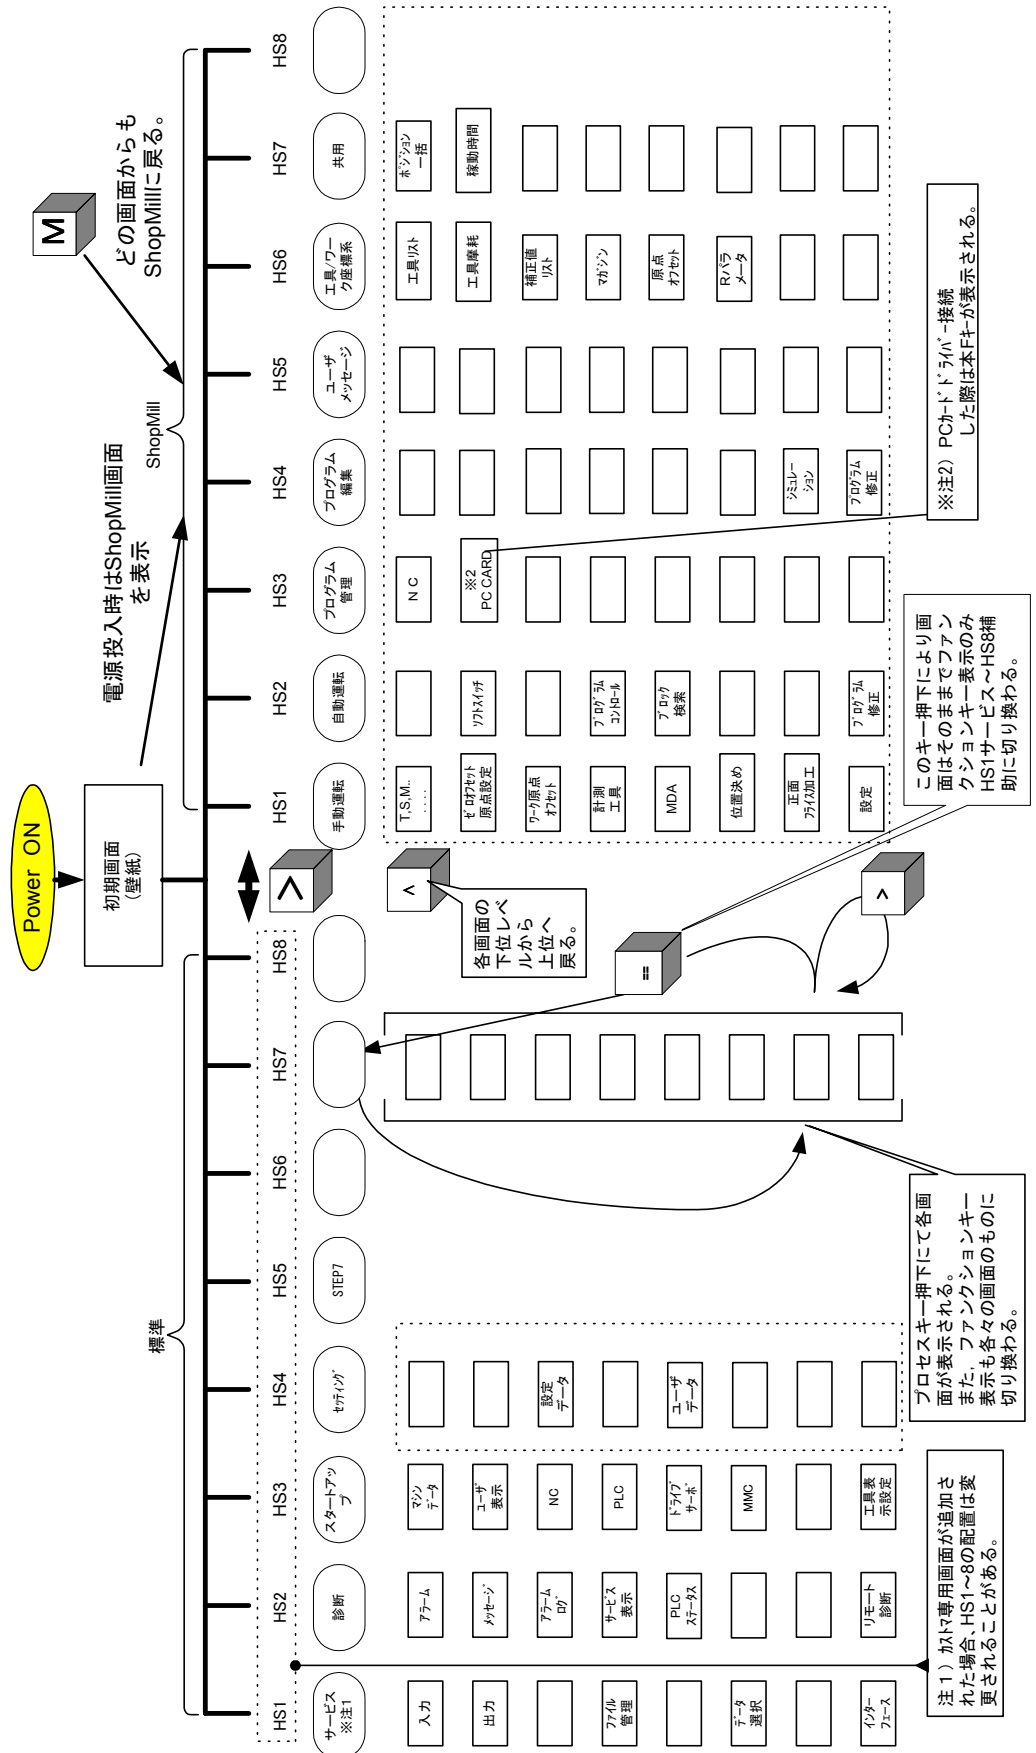 Power ON
初期画面
(壁紙)
電源投入時はShopMill画面
を表示
M
どの画面からも
ShopMillに戻る。
標準
ShopMill
HS1
HS2
HS3
HS4
HS5
HS6
HS7
HS8
HS1
HS2
HS3
HS4
HS5
HS6
HS7
HS8
サービス
※注1
診断
スタートアッ
プ
セッティング
STEP7
>
手動運転
自動運転
プログラム
管理
プログラム
編集
ユーザ
メッセージ
工具/ワー
ク座標系
共用
入力
出力
ファイル
管理
データ
選択
インター
フェース
アラーム
メッセージ
アラーム
ログ
サービス
表示
PLC
ステータス
リモート
診断
マシン
データ
ユーザ
表示
NC
PLC
ドライブ
サーボ
MMC
工具表
示設定
設定
データ
ユーザ
データ
^
各画面の
下位レベ
ルから
上位へ
戻る。
==
>
T,S,M..
....
ゼロオフセット
原点設定
ワーク原点
オフセット
計測
工具
MDA
位置決め
正面
フライス加工
設定
ソフトスイッチ
プログラム
コントロール
ブロック
検索
プログラム
修正
N C
※2
PC CARD
シミュレー
ション
プログラム
修正
工具リスト
工具摩耗
補正値
リスト
マガジン
原点
オフセット
Rパラ
メータ
ポジション
一括
稼動時間
注1) カストマ専用画面が追加さ
れた場合、HS1～8の配置は変
更されることがある。
プロセスキー押下にて各画
面が表示される。
また，ファンクションキー
表示も各々の画面のものに
切り換わる。
このキー押下により画
面はそのままでファン
クションキー表示のみ
HS1サービス～HS8補
助に切り換わる。
※注2) PCカードドライバー接続
した際は本Fキーが表示される。